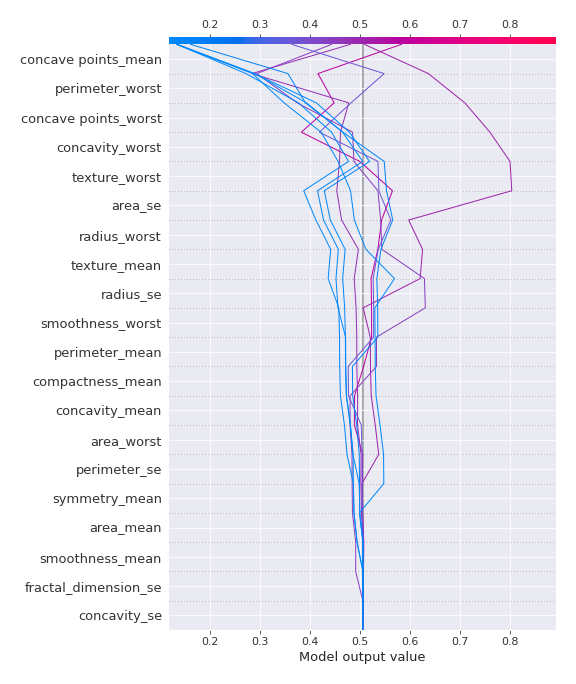 0.2 0.3 0.4 0.5 0.6 0.7 0.8
concave points_mean
perimeter_worst
concave points_worst
concavity_worst
texture_worst
area_se
radius_worst
texture_mean
radius_se
smoothness_worst
perimeter_mean
compactness_mean
concavity_mean
area_worst
perimeter_se
symmetry_mean
area_mean
smoothness_mean
fractal_dimension_se
concavity_se
0.2 0.3 0.4 0.5 0.6 0.7 0.8
Model output value